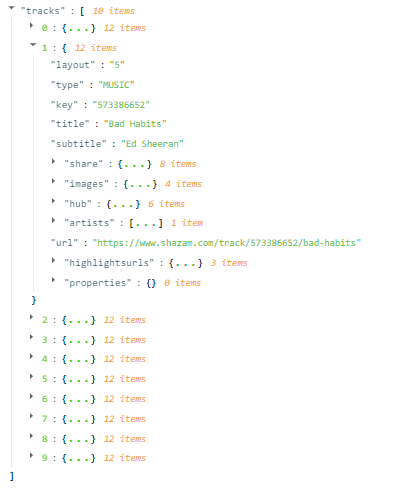 "tracks" : [ 10 items
0 : {...} 12 items
1 : { 12 items
"layout" : "5"
"type" : "MUSIC"
"key" : "573386652"
"title" : "Bad Habits"
"subtitle" : "Ed Sheeran"
"share" : {...} 8 items
"images" : {...} 4 items
"hub" : {...} 6 items
"artists" : [...] 1 item
"url" : "https://www.shazam.com/track/573386652/bad-habits"
"highlightsurls" : {...} 3 items
"properties" : {} 0 items
}
2 : {...} 12 items
3 : {...} 12 items
4 : {...} 12 items
5 : {...} 12 items
6 : {...} 12 items
7 : {...} 12 items
8 : {...} 12 items
9 : {...} 12 items
]